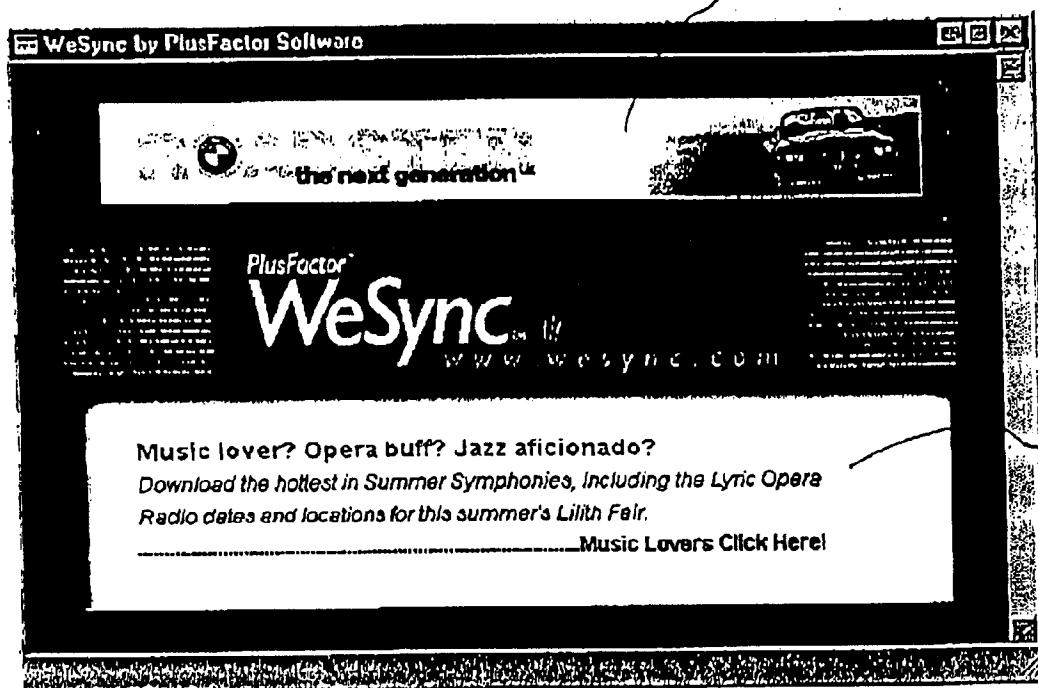 WeSync by PlusFactor Software
the next generation
PlusFactor™
WeSync
www.wesync.com
Music lover? Opera buff? Jazz aficionado?
Download the hottest in Summer Symphonies, including the Lyric Opera
Radio dates and locations for this summer's Lilith Fair.
Music Lovers Click Here!